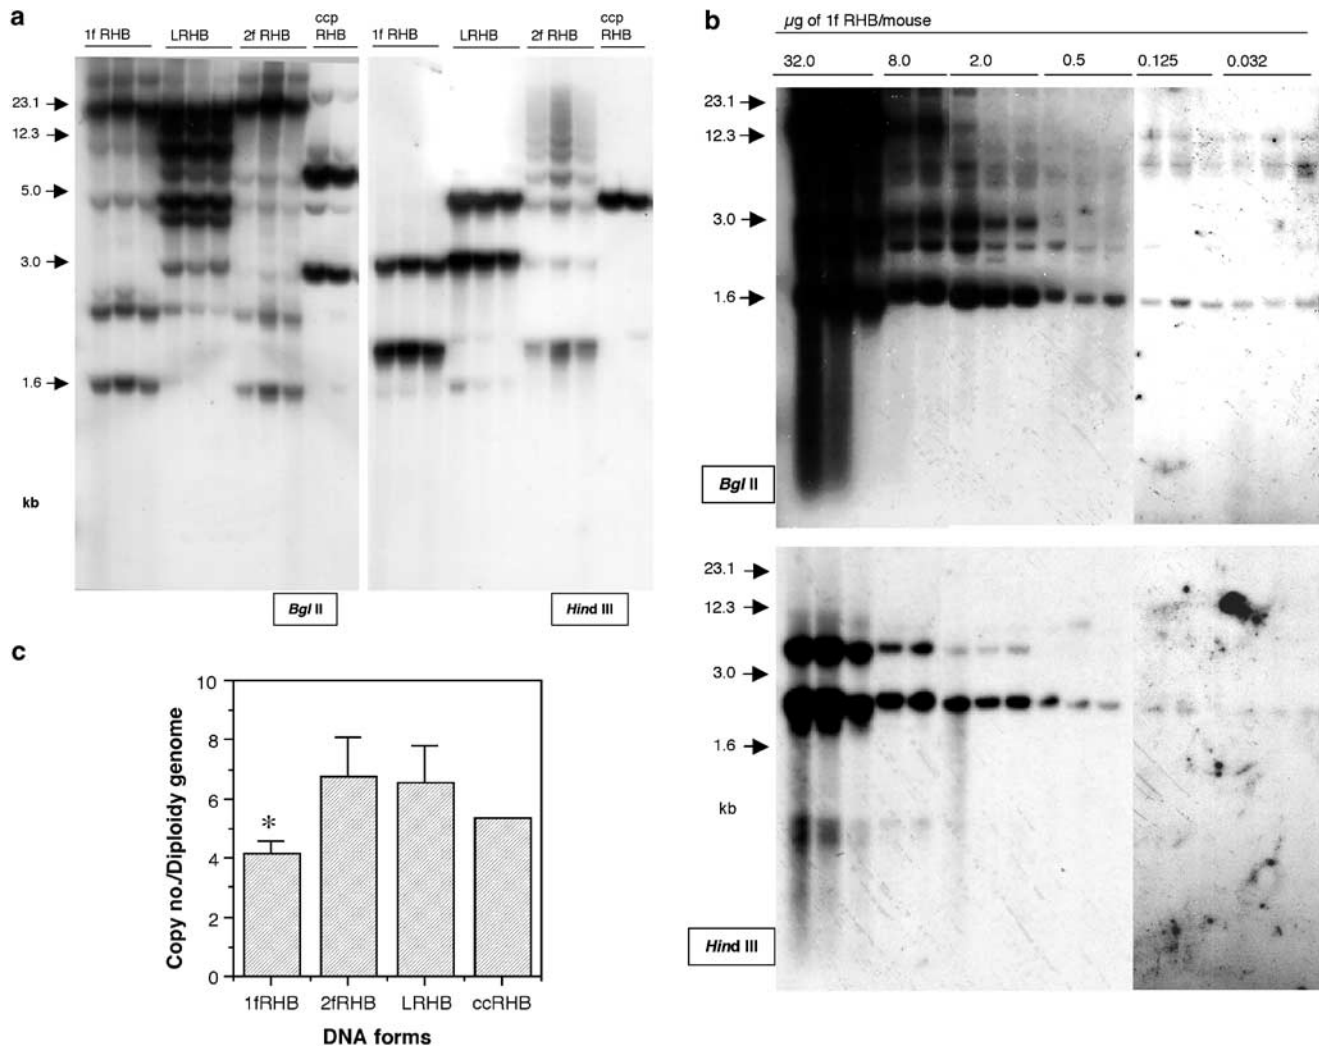 a
1f RHB
LRHB
2f RHB
ccp
RHB
1f RHB
LRHB
2f RHB
ccp
RHB
23.1
12.3
5.0
3.0
1.6
kb
Bgl II
Hind III
b
µg of 1f RHB/mouse
32.0
8.0
2.0
0.5
0.125
0.032
23.1
12.3
3.0
1.6
Bgl II
23.1
12.3
3.0
1.6
kb
Hind III
c
Copy no./Diploidy genome
10
8
6
4
2
0
*
1fRHB
2fRHB
LRHB
ccRHB
DNA forms